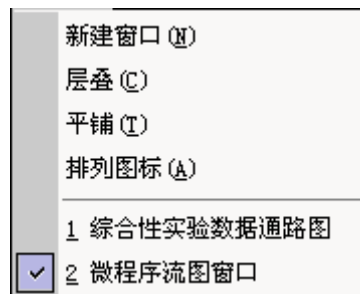 新建窗口(N)
层叠(C)
平铺(T)
排列图标(A)
1 综合性实验数据通路图
2 微程序流图窗口